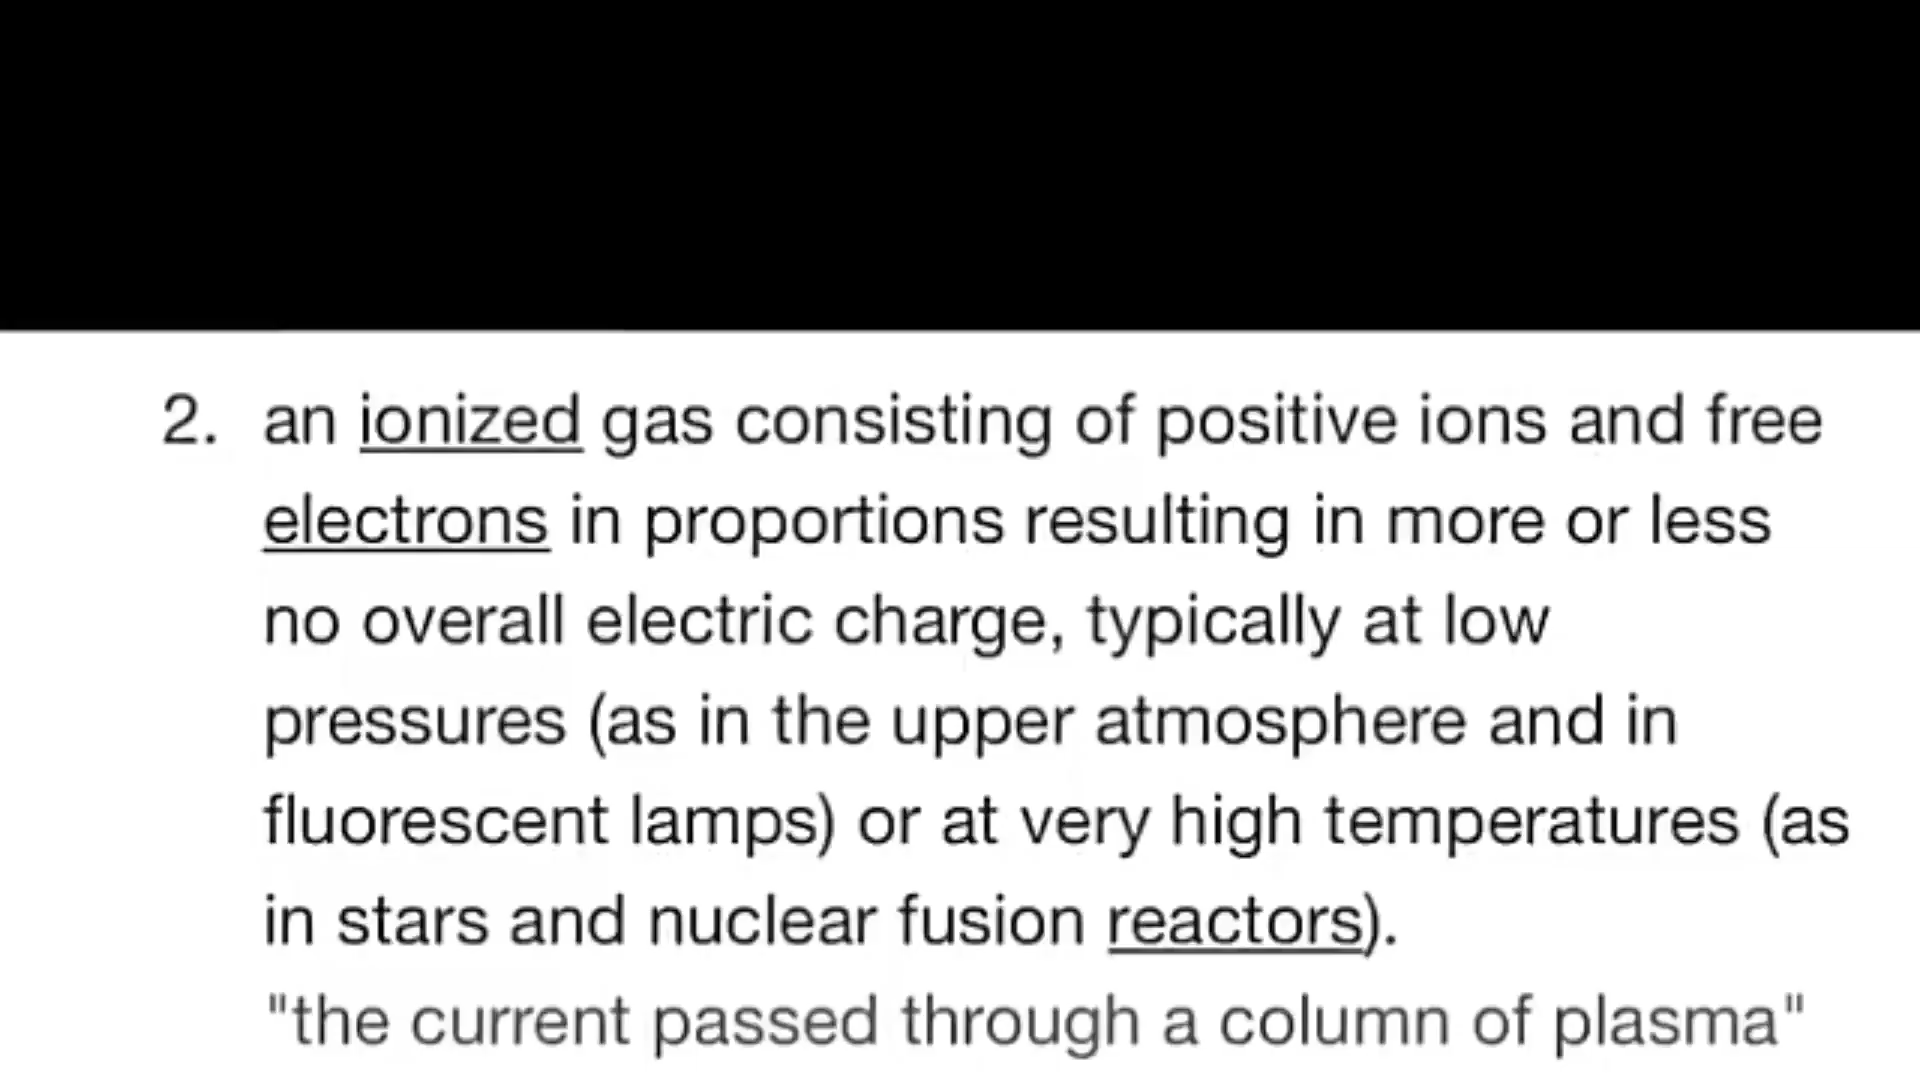 2. an ionized gas consisting of positive ions and free
electrons in proportions resulting in more or less
no overall electric charge, typically at low
pressures (as in the upper atmosphere and in
fluorescent lamps) or at very high temperatures (as
in stars and nuclear fusion reactors).
"the current passed through a column of plasma"